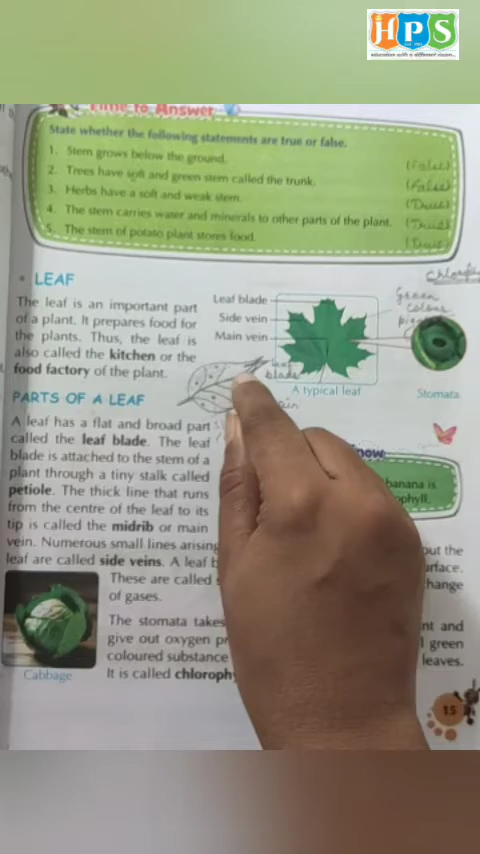 HPS
education with a different vision...
Time to Answer
State whether the following statements are true or false.
1. Stem grows below the ground. (False)
2. Trees have soft and green stem called the trunk. (False)
3. Herbs have a soft and weak stem. (True)
4. The stem carries water and minerals to other parts of the plant. (True)
5. The stem of potato plant stores food. (True)
LEAF
The leaf is an important part
of a plant. It prepares food for
the plants. Thus, the leaf is
also called the kitchen or the
food factory of the plant.
Leaf blade
Side vein
Main vein
A typical leaf
Green
colour
Stomata
blade
PARTS OF A LEAF
A leaf has a flat and broad part
called the leaf blade. The leaf
blade is attached to the stem of a
plant through a tiny stalk called
petiole. The thick line that runs
from the centre of the leaf to its
tip is called the midrib or main
vein. Numerous small lines arising out the
leaf are called side veins. A leaf
These are called
of gases.
The stomata takes nt and
give out oxygen green
coloured substance leaves.
It is called
Cabbage
now
banana is
15